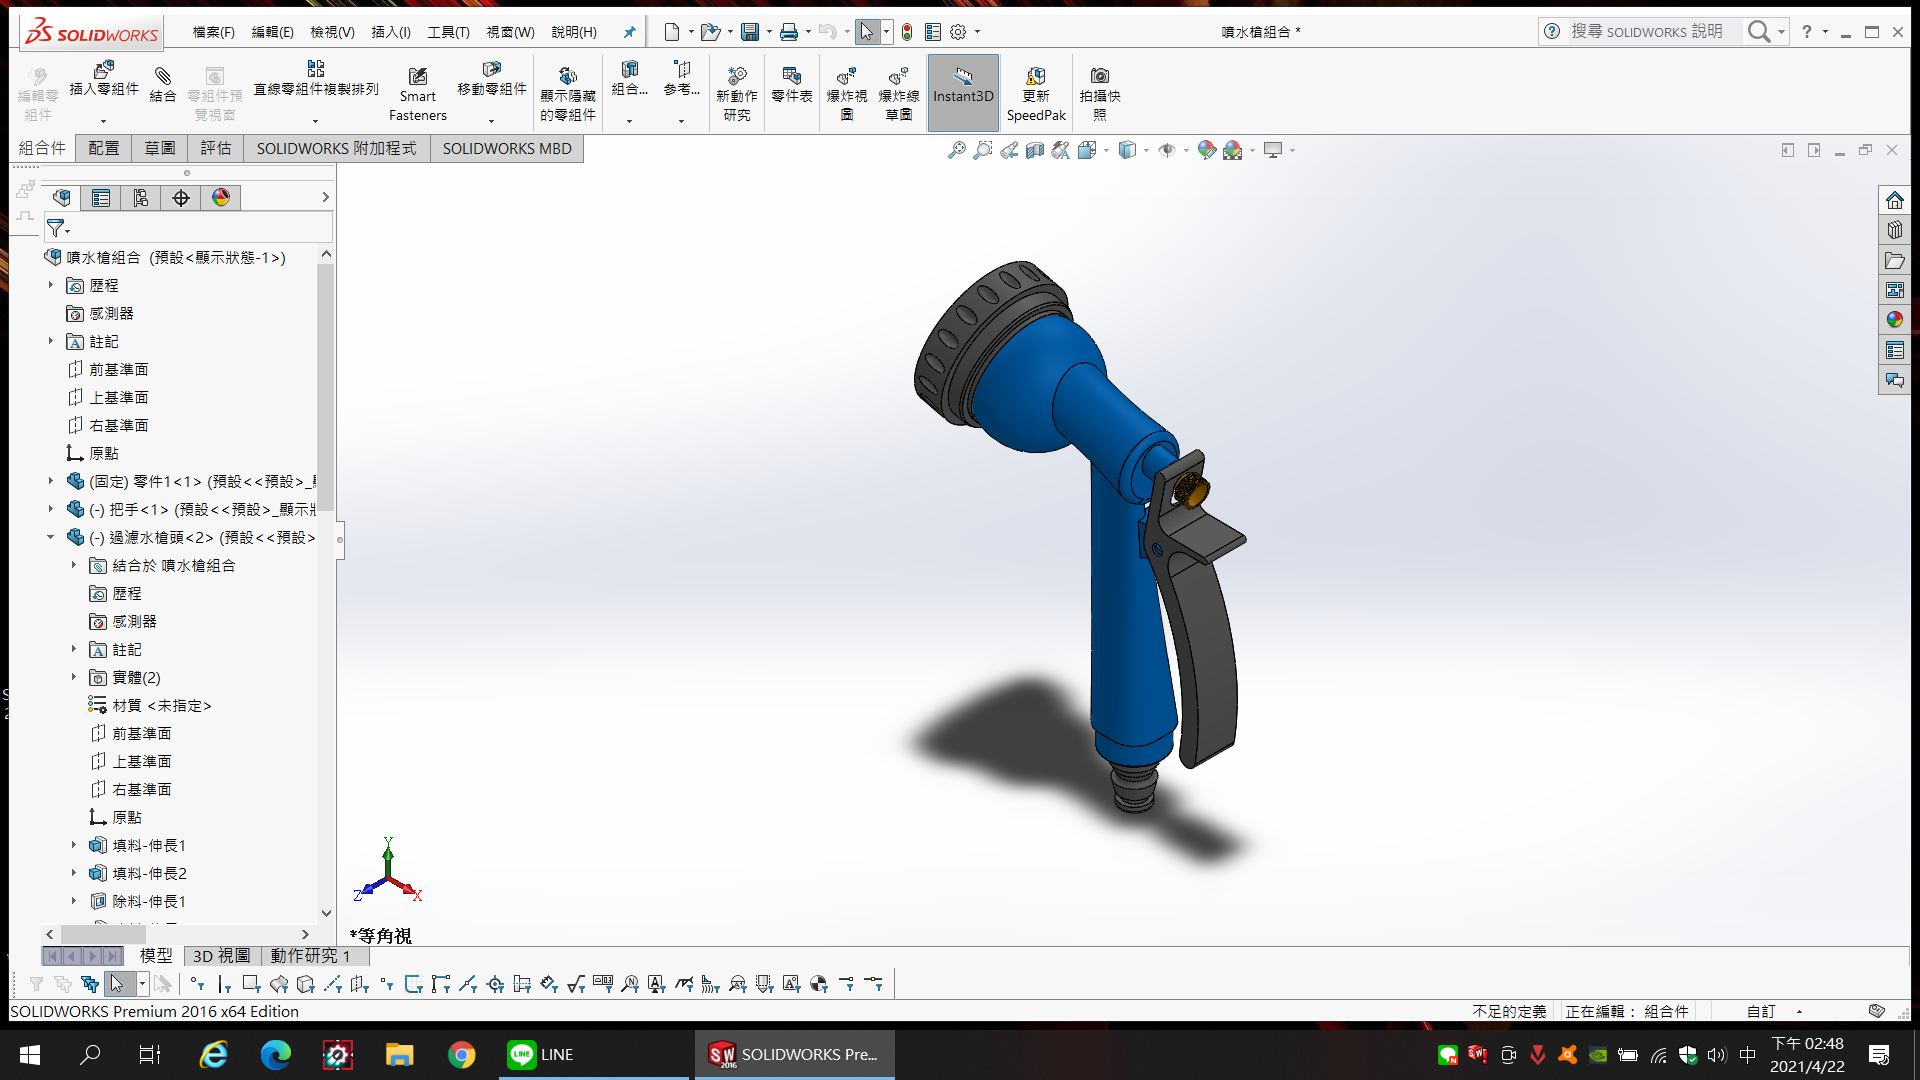 SOLIDWORKS
檔案(F) 編輯(E) 檢視(V) 插入(I) 工具(T) 視窗(W) 說明(H)
噴水槍組合 *
搜尋 SOLIDWORKS 說明
編輯零組件
插入零組件
結合
零組件預覽視窗
直線零組件複製排列
Smart Fasteners
移動零組件
顯示隱藏的零組件
組合...
參考...
新動作研究
零件表
爆炸視圖
爆炸線草圖
Instant3D
更新 SpeedPak
拍攝快照
組合件 配置 草圖 評估 SOLIDWORKS 附加程式 SOLIDWORKS MBD
噴水槍組合 (預設<顯示狀態-1>)
歷程
感測器
註記
前基準面
上基準面
右基準面
原點
(固定) 零件1<1> (預設<<預設>_
(-) 把手<1> (預設<<預設>_顯示
(-) 過濾水槍頭<2> (預設<<預設>
結合於 噴水槍組合
歷程
感測器
註記
實體(2)
材質 <未指定>
前基準面
上基準面
右基準面
原點
填料-伸長1
填料-伸長2
除料-伸長1
Y
Z
X
*等角視
模型 3D 視圖 動作研究 1
SOLIDWORKS Premium 2016 x64 Edition
不足的定義 正在編輯： 組合件 自訂
LINE
SOLIDWORKS Pre...
中
下午 02:48
2021/4/22